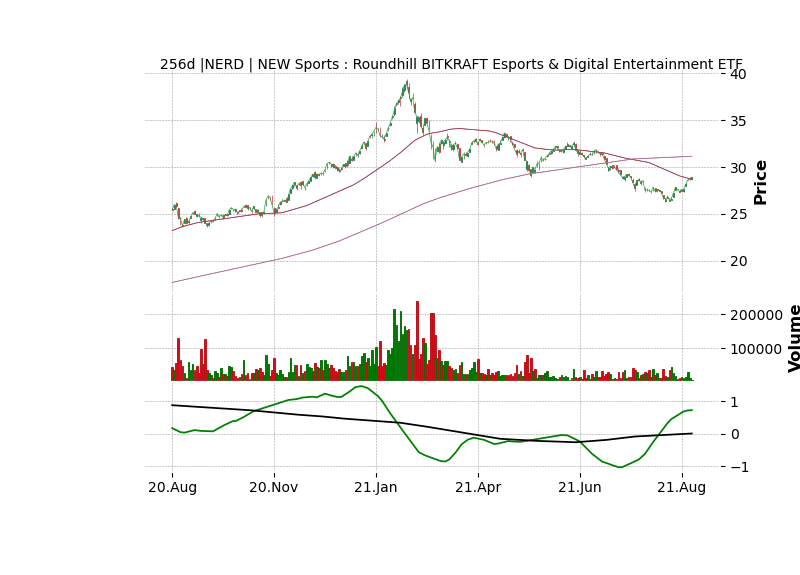 256d |NERD | NEW Sports : Roundhill BITKRAFT Esports & Digital Entertainment ETF
40
35
30
25
20
Price
200000
100000
Volume
1
0
−1
20.Aug 20.Nov 21.Jan 21.Apr 21.Jun 21.Aug